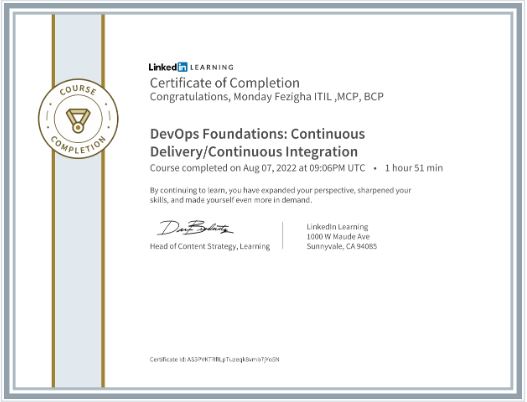 LinkedIn LEARNING
Certificate of Completion
Congratulations, Monday Fezigha ITIL ,MCP, BCP
COURSE
COMPLETION
DevOps Foundations: Continuous
Delivery/Continuous Integration
Course completed on Aug 07, 2022 at 09:06PM UTC • 1 hour 51 min
By continuing to learn, you have expanded your perspective, sharpened your
skills, and made yourself even more in demand.
Head of Content Strategy, Learning
LinkedIn Learning
1000 W Maude Ave
Sunnyvale, CA 94085
Certificate Id: